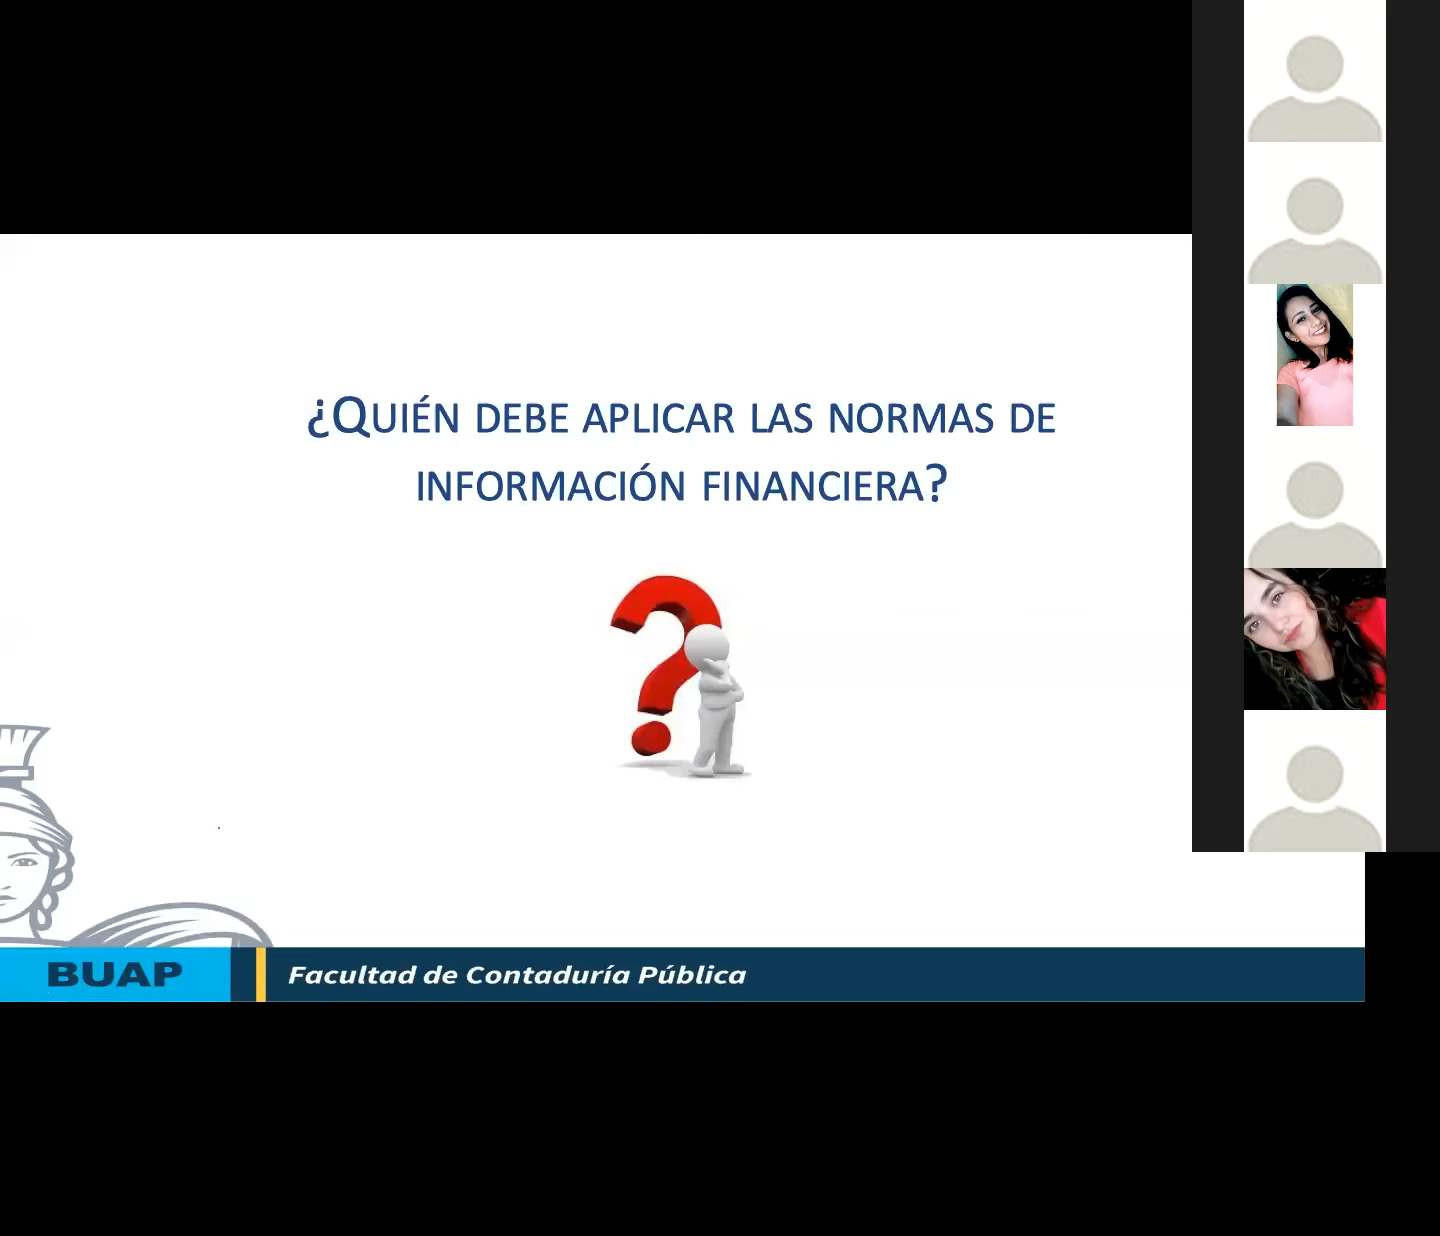 ¿QUIÉN DEBE APLICAR LAS NORMAS DE
INFORMACIÓN FINANCIERA?
BUAP
Facultad de Contaduría Pública